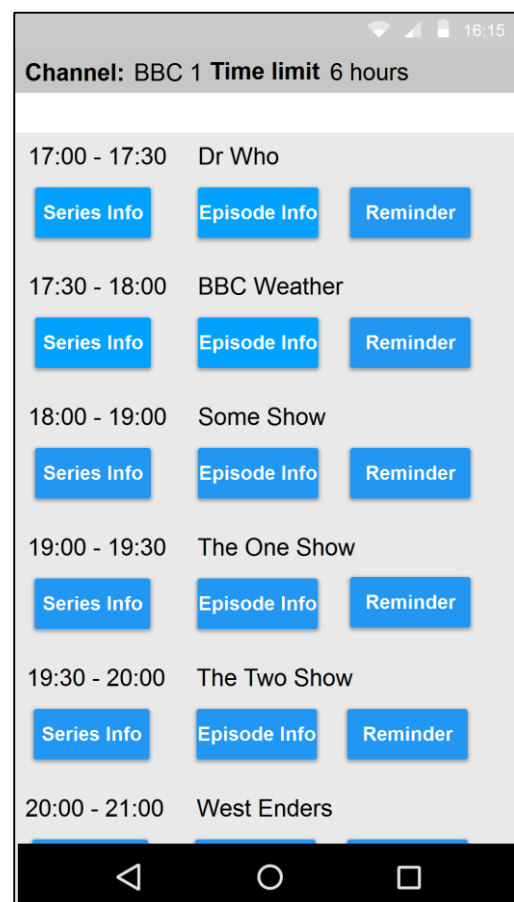 16:15
Channel: BBC 1 Time limit 6 hours
17:00 - 17:30 Dr Who
Series Info Episode Info Reminder
17:30 - 18:00 BBC Weather
Series Info Episode Info Reminder
18:00 - 19:00 Some Show
Series Info Episode Info Reminder
19:00 - 19:30 The One Show
Series Info Episode Info Reminder
19:30 - 20:00 The Two Show
Series Info Episode Info Reminder
20:00 - 21:00 West Enders